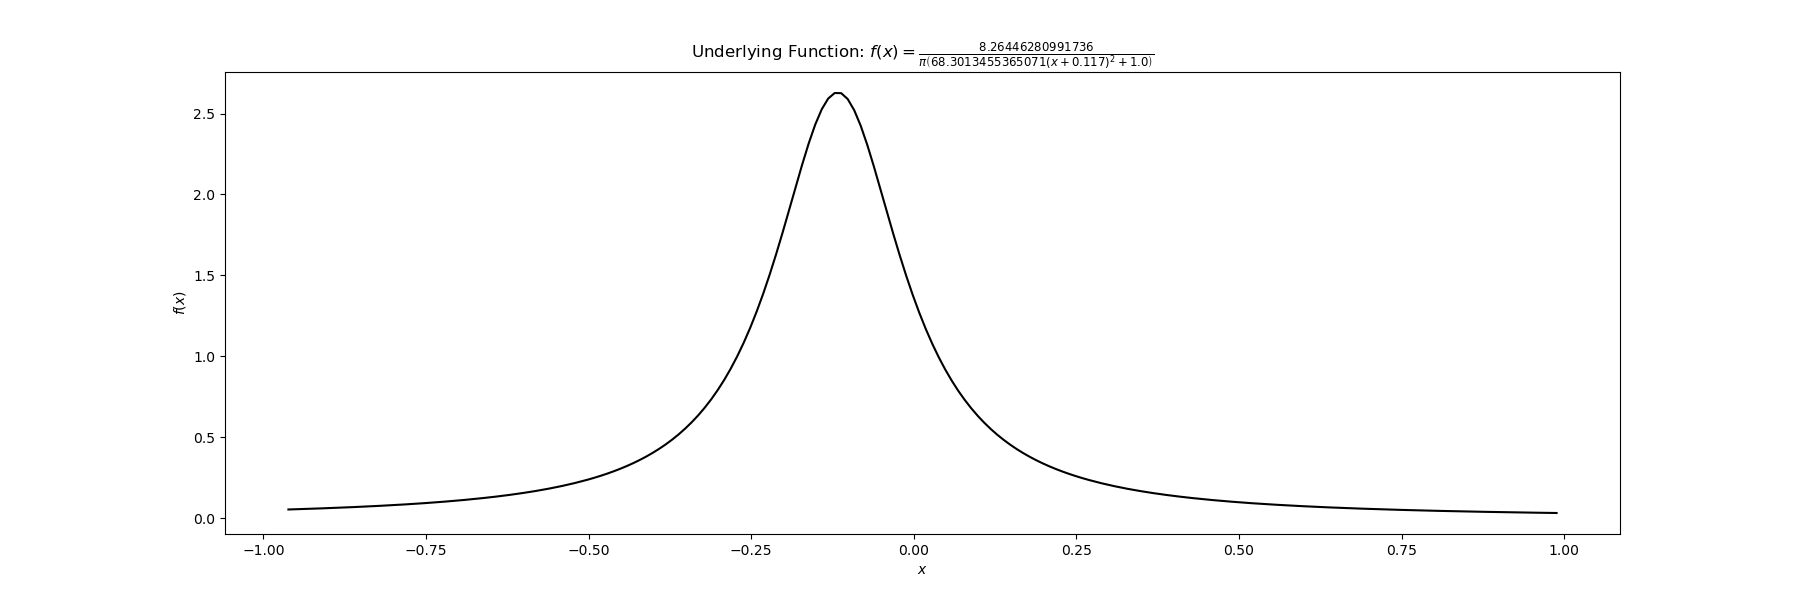 Underlying Function: f(x) = \frac{8.26446280991736}{\pi(68.3013455365071(x+0.117)^2+1.0)}
2.5
2.0
1.5
1.0
0.5
0.0
f(x)
−1.00 −0.75 −0.50 −0.25 0.00 0.25 0.50 0.75 1.00
x